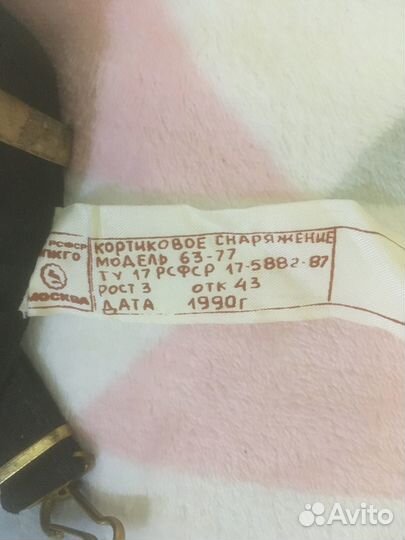 РСФСР
МОСКВА
КОРТИКОВОЕ СНАРЯЖЕНИЕ
МОДЕЛЬ 63-77
ТУ 17 РСФСР 17-5882-87
РОСТ 3 ОТК 43
ДАТА 1990г
Avito